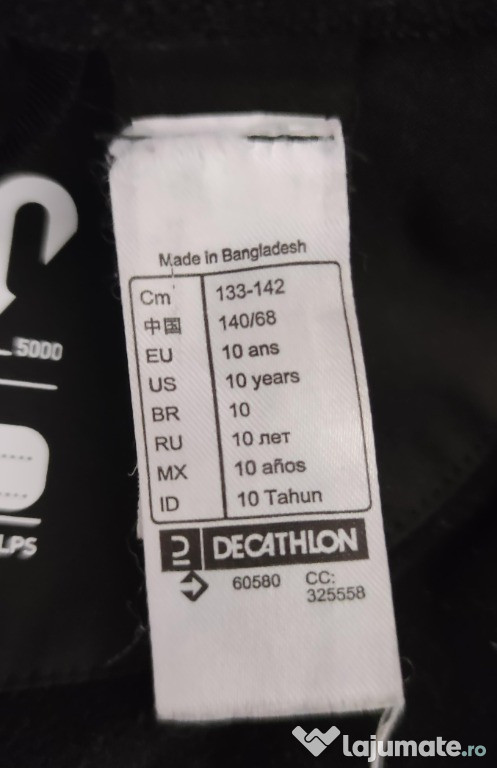 Made in Bangladesh
Cm 133-142
中国 140/68
EU 10 ans
US 10 years
BR 10
RU 10 лет
MX 10 años
ID 10 Tahun
DECATHLON
60580 CC:
325558
5000
LPS
lajumate.ro